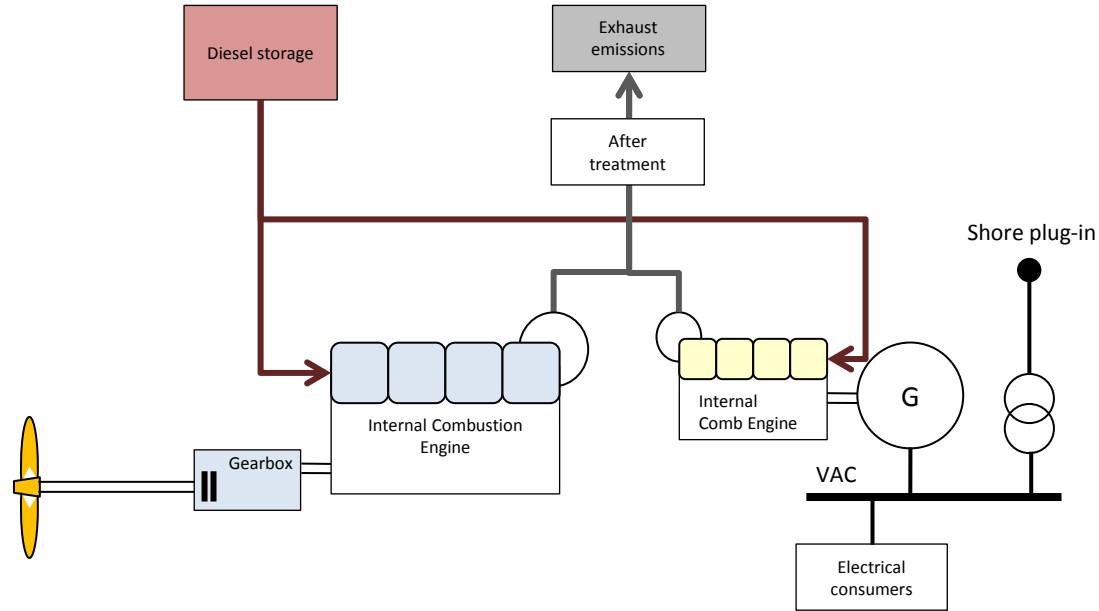 Diesel storage
Exhaust
emissions
After
treatment
Shore plug-in
Internal Combustion
Engine
Internal
Comb Engine
G
Gearbox
VAC
Electrical
consumers